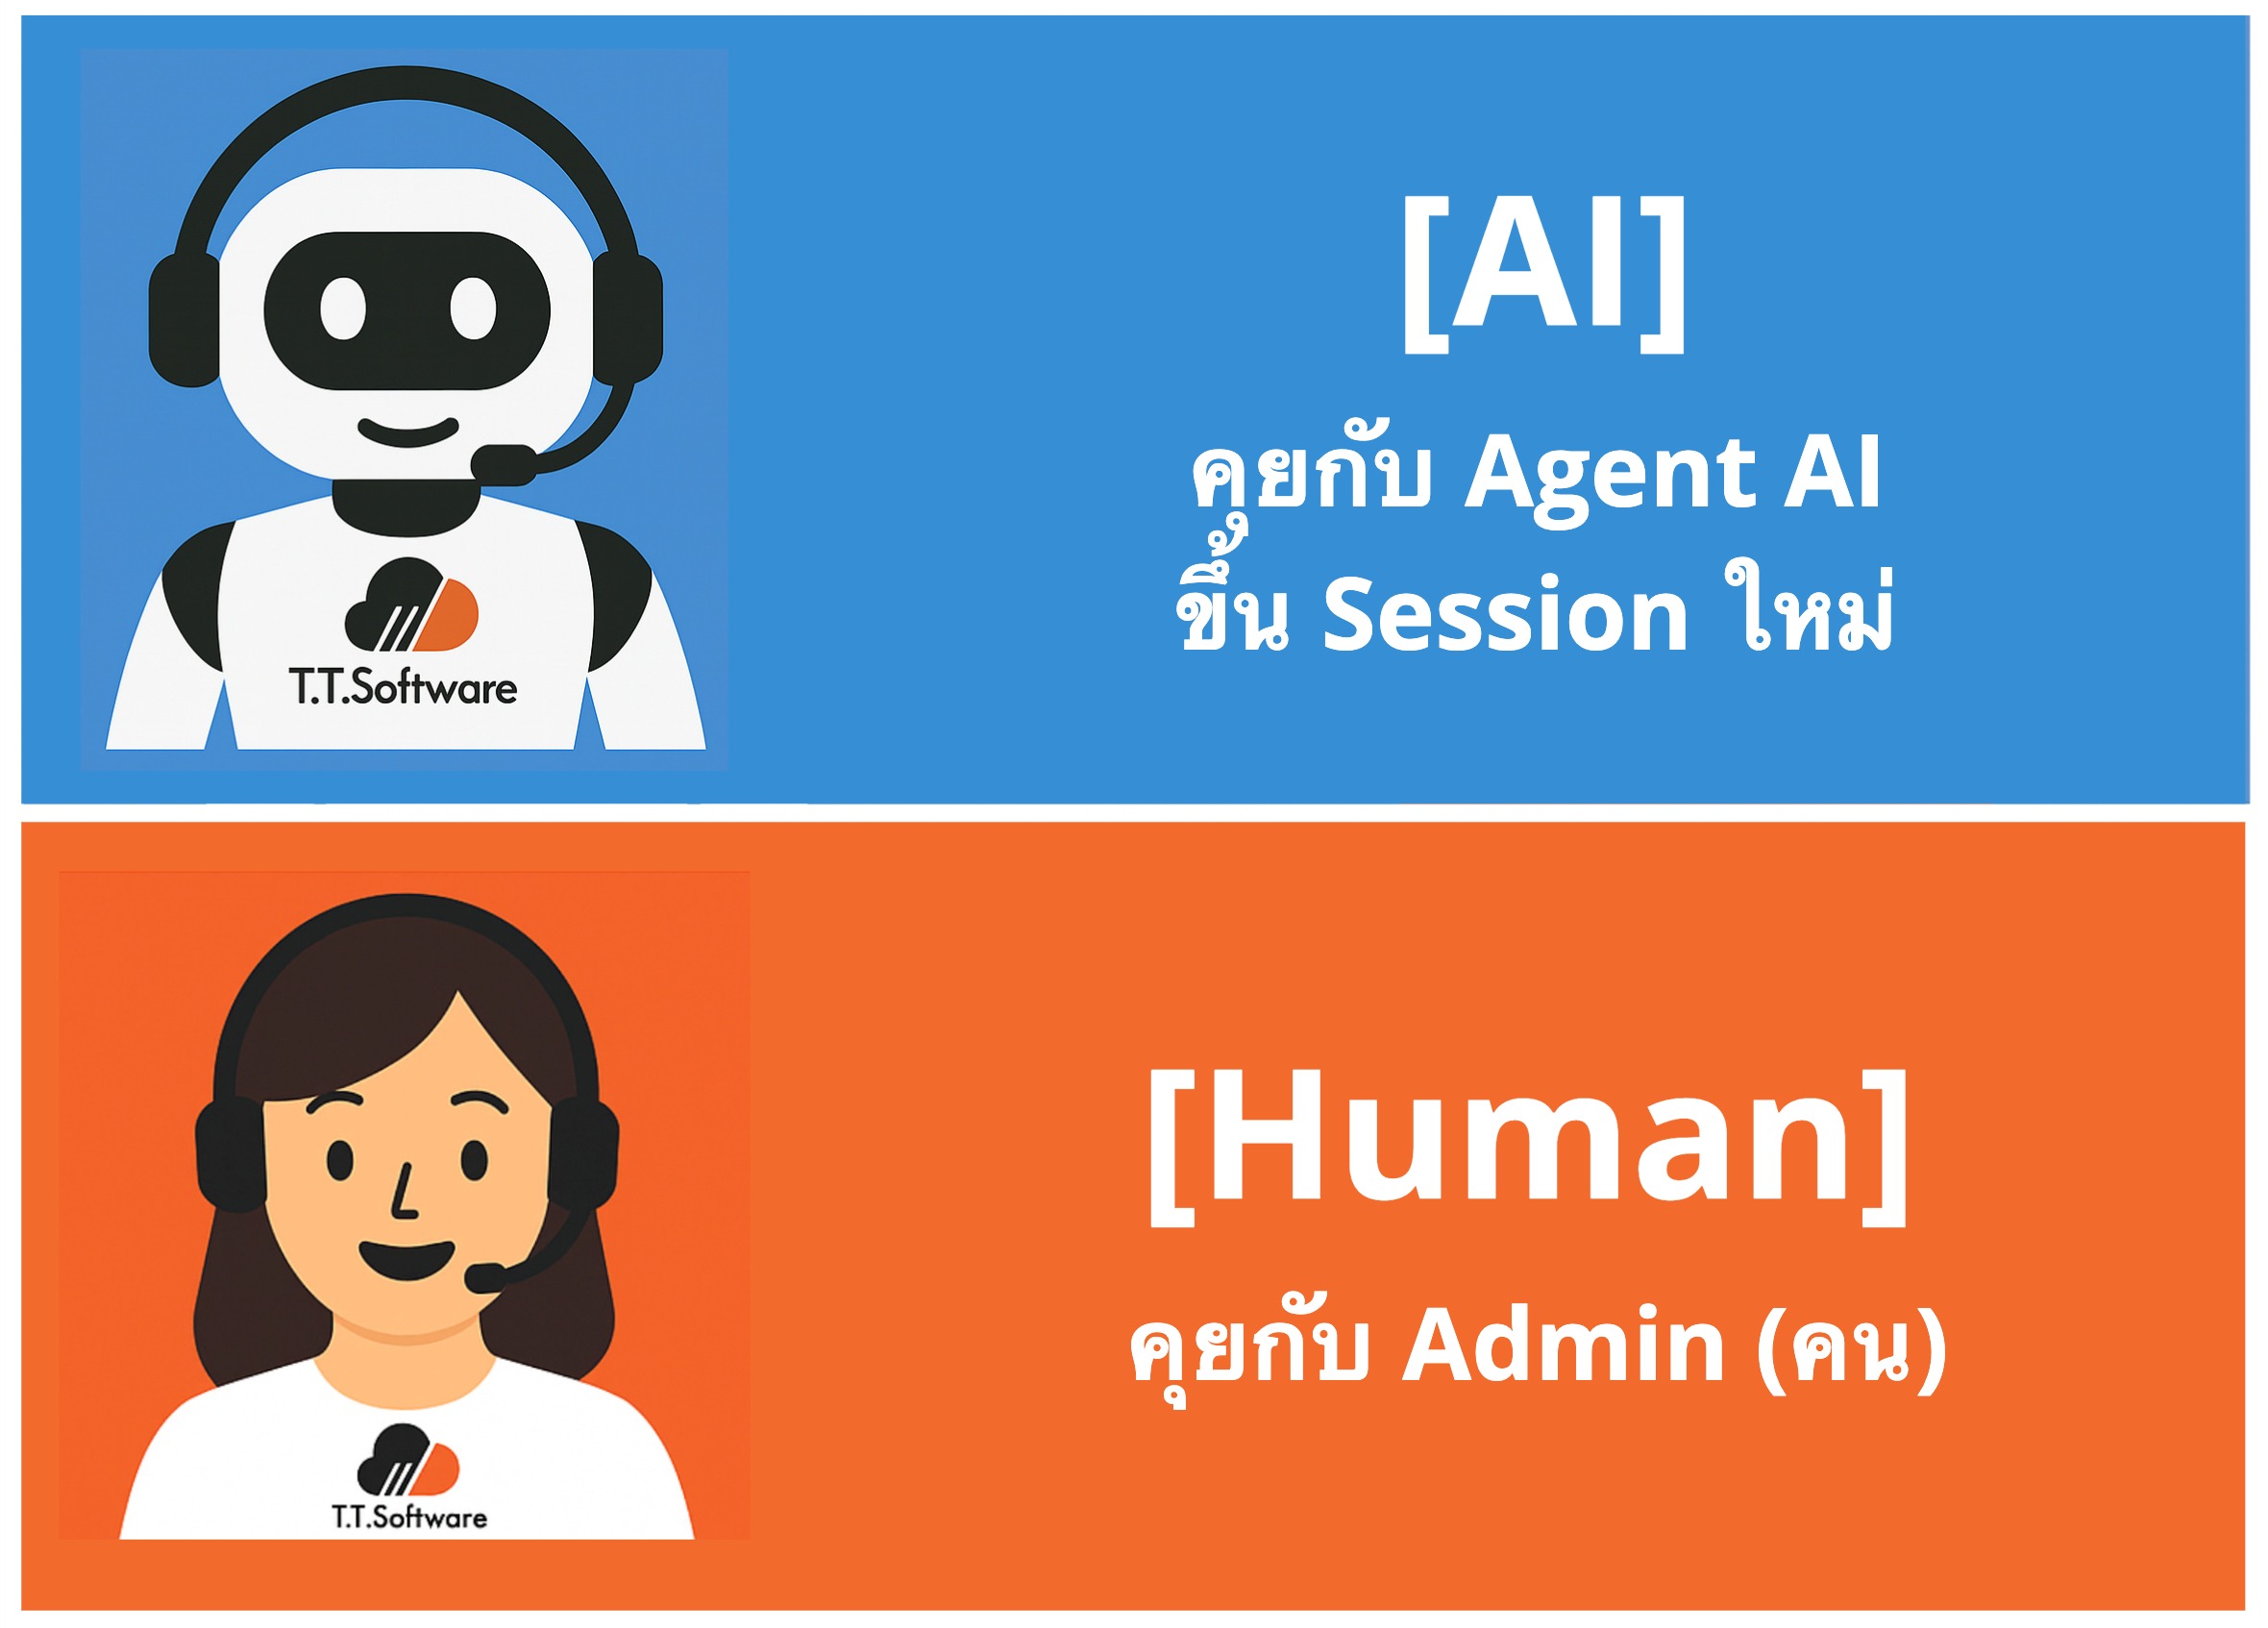 [AI]
คุยกับ Agent AI
ขึ้น Session ใหม่
T.T.Software
[Human]
คุยกับ Admin (คน)
T.T.Software